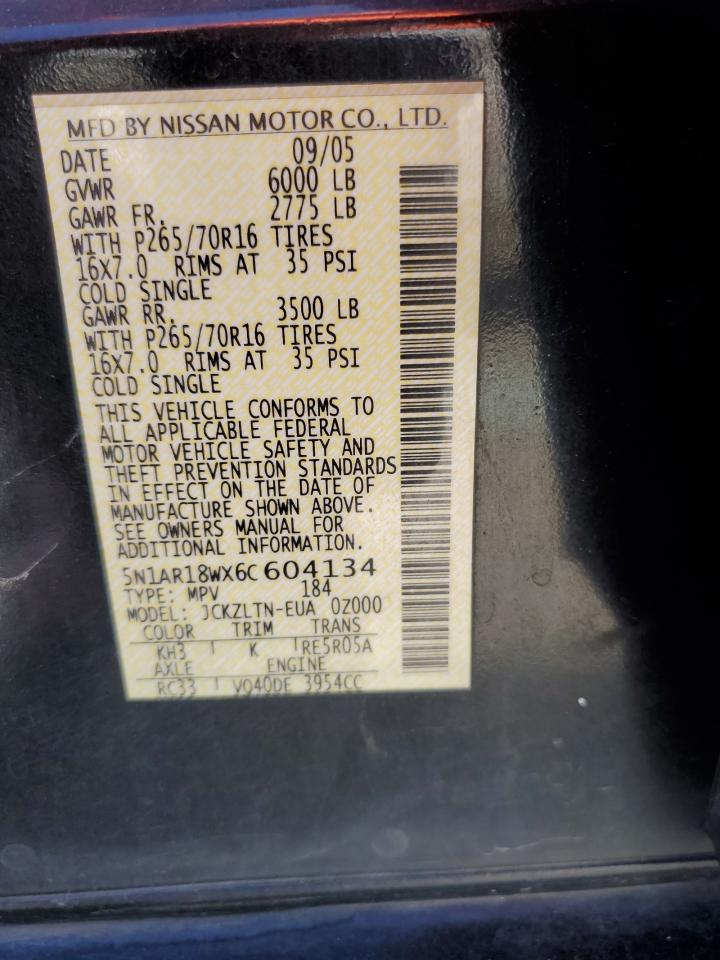 MFD BY NISSAN MOTOR CO., LTD.
DATE 09/05
GVWR 6000 LB
GAWR FR. 2775 LB
WITH P265/70R16 TIRES
16X7.0 RIMS AT 35 PSI
COLD SINGLE
GAWR RR. 3500 LB
WITH P265/70R16 TIRES
16X7.0 RIMS AT 35 PSI
COLD SINGLE
THIS VEHICLE CONFORMS TO
ALL APPLICABLE FEDERAL
MOTOR VEHICLE SAFETY AND
THEFT PREVENTION STANDARDS
IN EFFECT ON THE DATE OF
MANUFACTURE SHOWN ABOVE.
SEE OWNERS MANUAL FOR
ADDITIONAL INFORMATION.
5N1AR18WX6C604134
TYPE: MPV 184
MODEL: JCKZLTN-EUA 0Z000
COLOR TRIM TRANS
KH3 K RE5R05A
AXLE ENGINE
RC33 VQ40DE 3954CC